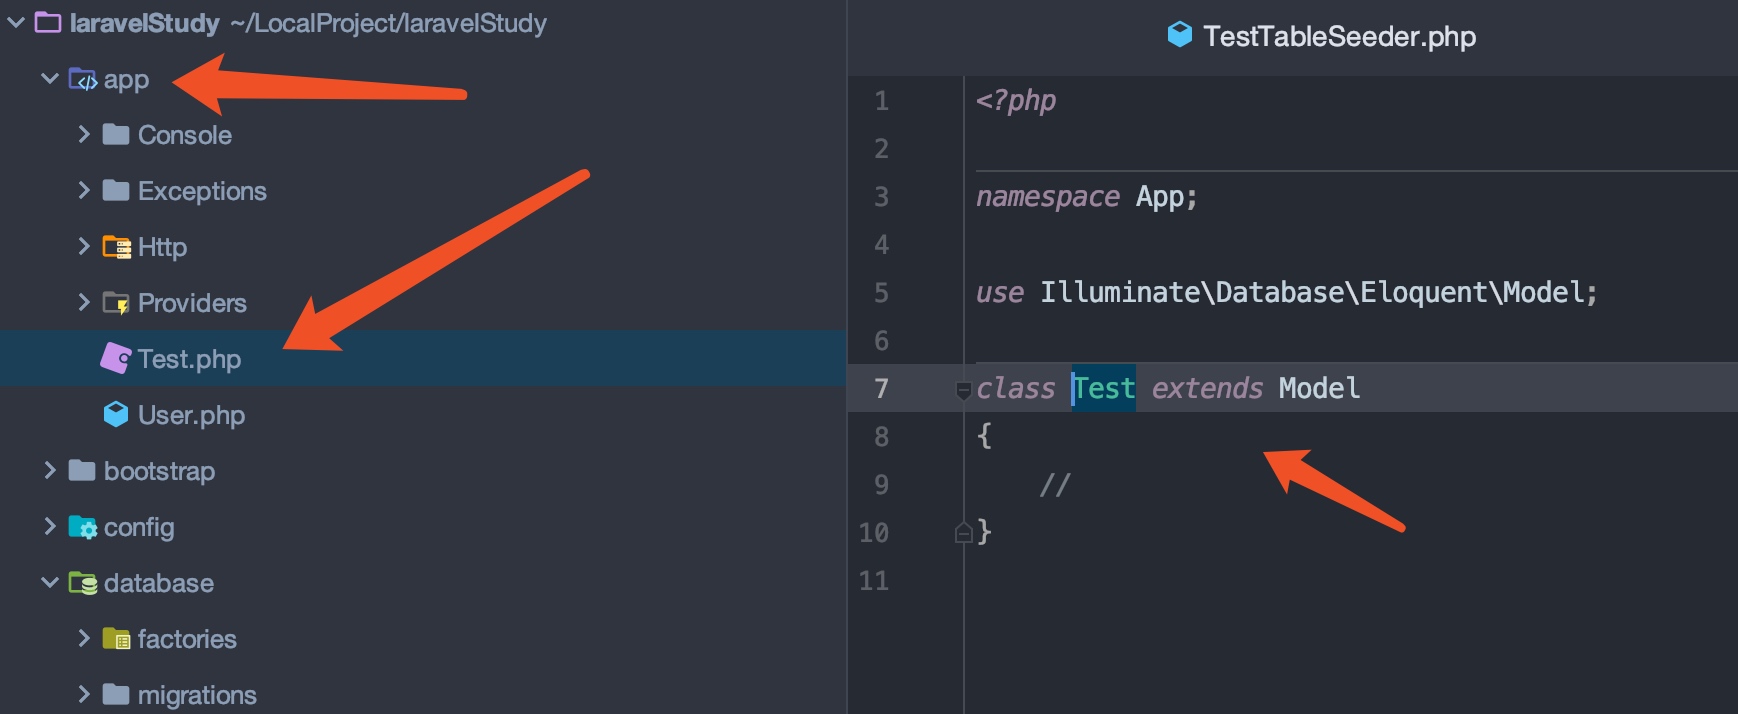 laravelStudy ~/LocalProject/laravelStudy
app
Console
Exceptions
Http
Providers
Test.php
User.php
bootstrap
config
database
factories
migrations
TestTableSeeder.php
1 <?php
2
3 namespace App;
4
5 use Illuminate\Database\Eloquent\Model;
6
7 class Test extends Model
8 {
9 //
10 }
11